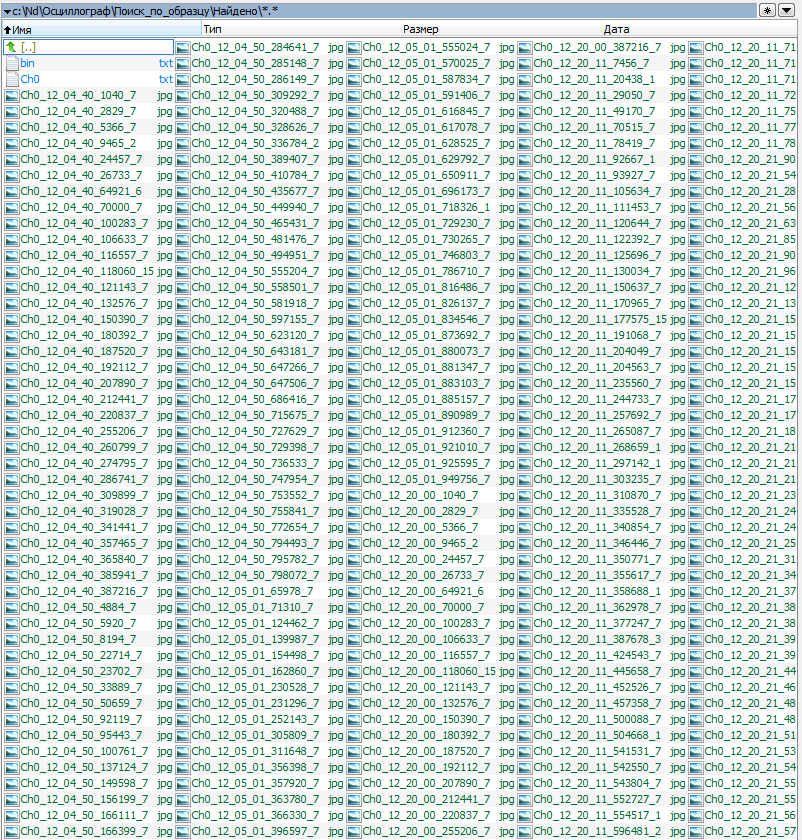 c:\Nd\Осциллограф\Поиск_по_образцу\Найдено\*.*
Имя Тип Размер Дата
[..]
bin txt
Ch0 txt
Ch0_12_04_40_1040_7 jpg
Ch0_12_04_40_2829_7 jpg
Ch0_12_04_40_5366_7 jpg
Ch0_12_04_40_9465_2 jpg
Ch0_12_04_40_24457_7 jpg
Ch0_12_04_40_26733_7 jpg
Ch0_12_04_40_64921_6 jpg
Ch0_12_04_40_70000_7 jpg
Ch0_12_04_40_100283_7 jpg
Ch0_12_04_40_106633_7 jpg
Ch0_12_04_40_116557_7 jpg
Ch0_12_04_40_118060_15 jpg
Ch0_12_04_40_121143_7 jpg
Ch0_12_04_40_132576_7 jpg
Ch0_12_04_40_150390_7 jpg
Ch0_12_04_40_180392_7 jpg
Ch0_12_04_40_187520_7 jpg
Ch0_12_04_40_192112_7 jpg
Ch0_12_04_40_207890_7 jpg
Ch0_12_04_40_212441_7 jpg
Ch0_12_04_40_220837_7 jpg
Ch0_12_04_40_255206_7 jpg
Ch0_12_04_40_260799_7 jpg
Ch0_12_04_40_274795_7 jpg
Ch0_12_04_40_286741_7 jpg
Ch0_12_04_40_309899_7 jpg
Ch0_12_04_40_319028_7 jpg
Ch0_12_04_40_341441_7 jpg
Ch0_12_04_40_357465_7 jpg
Ch0_12_04_40_365840_7 jpg
Ch0_12_04_40_385941_7 jpg
Ch0_12_04_40_387216_7 jpg
Ch0_12_04_50_4884_7 jpg
Ch0_12_04_50_5920_7 jpg
Ch0_12_04_50_8194_7 jpg
Ch0_12_04_50_22714_7 jpg
Ch0_12_04_50_23702_7 jpg
Ch0_12_04_50_33889_7 jpg
Ch0_12_04_50_50659_7 jpg
Ch0_12_04_50_92119_7 jpg
Ch0_12_04_50_95443_7 jpg
Ch0_12_04_50_100761_7 jpg
Ch0_12_04_50_137124_7 jpg
Ch0_12_04_50_149598_7 jpg
Ch0_12_04_50_156199_7 jpg
Ch0_12_04_50_166111_7 jpg
Ch0_12_04_50_166399_7 jpg
Ch0_12_04_50_284641_7 jpg
Ch0_12_04_50_285148_7 jpg
Ch0_12_04_50_286149_7 jpg
Ch0_12_04_50_309292_7 jpg
Ch0_12_04_50_320488_7 jpg
Ch0_12_04_50_328626_7 jpg
Ch0_12_04_50_336784_2 jpg
Ch0_12_04_50_389407_7 jpg
Ch0_12_04_50_410784_7 jpg
Ch0_12_04_50_435677_7 jpg
Ch0_12_04_50_449940_7 jpg
Ch0_12_04_50_465431_7 jpg
Ch0_12_04_50_481476_7 jpg
Ch0_12_04_50_494951_7 jpg
Ch0_12_04_50_555204_7 jpg
Ch0_12_04_50_558501_7 jpg
Ch0_12_04_50_581918_7 jpg
Ch0_12_04_50_597155_7 jpg
Ch0_12_04_50_623120_7 jpg
Ch0_12_04_50_643181_7 jpg
Ch0_12_04_50_647266_7 jpg
Ch0_12_04_50_647506_7 jpg
Ch0_12_04_50_686416_7 jpg
Ch0_12_04_50_715675_7 jpg
Ch0_12_04_50_727629_7 jpg
Ch0_12_04_50_729398_7 jpg
Ch0_12_04_50_736533_7 jpg
Ch0_12_04_50_747954_7 jpg
Ch0_12_04_50_753552_7 jpg
Ch0_12_04_50_755841_7 jpg
Ch0_12_04_50_772654_7 jpg
Ch0_12_04_50_794493_7 jpg
Ch0_12_04_50_795782_7 jpg
Ch0_12_04_50_798072_7 jpg
Ch0_12_05_01_65978_7 jpg
Ch0_12_05_01_71310_7 jpg
Ch0_12_05_01_124462_7 jpg
Ch0_12_05_01_139987_7 jpg
Ch0_12_05_01_154498_7 jpg
Ch0_12_05_01_162860_7 jpg
Ch0_12_05_01_230528_7 jpg
Ch0_12_05_01_231296_7 jpg
Ch0_12_05_01_252143_7 jpg
Ch0_12_05_01_305809_7 jpg
Ch0_12_05_01_311648_7 jpg
Ch0_12_05_01_356398_7 jpg
Ch0_12_05_01_357920_7 jpg
Ch0_12_05_01_363780_7 jpg
Ch0_12_05_01_366330_7 jpg
Ch0_12_05_01_396597_7 jpg
Ch0_12_05_01_555024_7 jpg
Ch0_12_05_01_570025_7 jpg
Ch0_12_05_01_587834_7 jpg
Ch0_12_05_01_591406_7 jpg
Ch0_12_05_01_616845_7 jpg
Ch0_12_05_01_617078_7 jpg
Ch0_12_05_01_628525_7 jpg
Ch0_12_05_01_629792_7 jpg
Ch0_12_05_01_650911_7 jpg
Ch0_12_05_01_696173_7 jpg
Ch0_12_05_01_718326_1 jpg
Ch0_12_05_01_729230_7 jpg
Ch0_12_05_01_730265_7 jpg
Ch0_12_05_01_746803_7 jpg
Ch0_12_05_01_786710_7 jpg
Ch0_12_05_01_816486_7 jpg
Ch0_12_05_01_826137_7 jpg
Ch0_12_05_01_834546_7 jpg
Ch0_12_05_01_873692_7 jpg
Ch0_12_05_01_880073_7 jpg
Ch0_12_05_01_881347_7 jpg
Ch0_12_05_01_883103_7 jpg
Ch0_12_05_01_885157_7 jpg
Ch0_12_05_01_890989_7 jpg
Ch0_12_05_01_912360_7 jpg
Ch0_12_05_01_921010_7 jpg
Ch0_12_05_01_925595_7 jpg
Ch0_12_05_01_949756_7 jpg
Ch0_12_20_00_1040_7 jpg
Ch0_12_20_00_2829_7 jpg
Ch0_12_20_00_5366_7 jpg
Ch0_12_20_00_9465_2 jpg
Ch0_12_20_00_24457_7 jpg
Ch0_12_20_00_26733_7 jpg
Ch0_12_20_00_64921_6 jpg
Ch0_12_20_00_70000_7 jpg
Ch0_12_20_00_100283_7 jpg
Ch0_12_20_00_106633_7 jpg
Ch0_12_20_00_116557_7 jpg
Ch0_12_20_00_118060_15 jpg
Ch0_12_20_00_121143_7 jpg
Ch0_12_20_00_132576_7 jpg
Ch0_12_20_00_150390_7 jpg
Ch0_12_20_00_180392_7 jpg
Ch0_12_20_00_187520_7 jpg
Ch0_12_20_00_192112_7 jpg
Ch0_12_20_00_207890_7 jpg
Ch0_12_20_00_212441_7 jpg
Ch0_12_20_00_220837_7 jpg
Ch0_12_20_00_255206_7 jpg
Ch0_12_20_00_387216_7 jpg
Ch0_12_20_11_7456_7 jpg
Ch0_12_20_11_20438_1 jpg
Ch0_12_20_11_29050_7 jpg
Ch0_12_20_11_49170_7 jpg
Ch0_12_20_11_70515_7 jpg
Ch0_12_20_11_78419_7 jpg
Ch0_12_20_11_92667_1 jpg
Ch0_12_20_11_93927_7 jpg
Ch0_12_20_11_105634_7 jpg
Ch0_12_20_11_111453_7 jpg
Ch0_12_20_11_120644_7 jpg
Ch0_12_20_11_122392_7 jpg
Ch0_12_20_11_125696_7 jpg
Ch0_12_20_11_130034_7 jpg
Ch0_12_20_11_150637_7 jpg
Ch0_12_20_11_170965_7 jpg
Ch0_12_20_11_177575_15 jpg
Ch0_12_20_11_191068_7 jpg
Ch0_12_20_11_204049_7 jpg
Ch0_12_20_11_204563_7 jpg
Ch0_12_20_11_235560_7 jpg
Ch0_12_20_11_244733_7 jpg
Ch0_12_20_11_257692_7 jpg
Ch0_12_20_11_265087_7 jpg
Ch0_12_20_11_268659_1 jpg
Ch0_12_20_11_297142_1 jpg
Ch0_12_20_11_303235_7 jpg
Ch0_12_20_11_310870_7 jpg
Ch0_12_20_11_335528_7 jpg
Ch0_12_20_11_340854_7 jpg
Ch0_12_20_11_346446_7 jpg
Ch0_12_20_11_350771_7 jpg
Ch0_12_20_11_355617_7 jpg
Ch0_12_20_11_358688_1 jpg
Ch0_12_20_11_362978_7 jpg
Ch0_12_20_11_377247_7 jpg
Ch0_12_20_11_387678_3 jpg
Ch0_12_20_11_424543_7 jpg
Ch0_12_20_11_445658_7 jpg
Ch0_12_20_11_452526_7 jpg
Ch0_12_20_11_457358_7 jpg
Ch0_12_20_11_500088_7 jpg
Ch0_12_20_11_504668_1 jpg
Ch0_12_20_11_541531_7 jpg
Ch0_12_20_11_542550_7 jpg
Ch0_12_20_11_543804_7 jpg
Ch0_12_20_11_552727_7 jpg
Ch0_12_20_11_554517_1 jpg
Ch0_12_20_11_596481_7 jpg
Ch0_12_20_11_71
Ch0_12_20_11_71
Ch0_12_20_11_71
Ch0_12_20_11_72
Ch0_12_20_11_75
Ch0_12_20_11_77
Ch0_12_20_11_78
Ch0_12_20_21_90
Ch0_12_20_21_54
Ch0_12_20_21_28
Ch0_12_20_21_56
Ch0_12_20_21_63
Ch0_12_20_21_85
Ch0_12_20_21_90
Ch0_12_20_21_96
Ch0_12_20_21_12
Ch0_12_20_21_13
Ch0_12_20_21_15
Ch0_12_20_21_15
Ch0_12_20_21_15
Ch0_12_20_21_15
Ch0_12_20_21_15
Ch0_12_20_21_17
Ch0_12_20_21_17
Ch0_12_20_21_18
Ch0_12_20_21_21
Ch0_12_20_21_21
Ch0_12_20_21_21
Ch0_12_20_21_23
Ch0_12_20_21_24
Ch0_12_20_21_24
Ch0_12_20_21_25
Ch0_12_20_21_31
Ch0_12_20_21_34
Ch0_12_20_21_37
Ch0_12_20_21_38
Ch0_12_20_21_38
Ch0_12_20_21_39
Ch0_12_20_21_39
Ch0_12_20_21_44
Ch0_12_20_21_46
Ch0_12_20_21_48
Ch0_12_20_21_48
Ch0_12_20_21_51
Ch0_12_20_21_53
Ch0_12_20_21_54
Ch0_12_20_21_55
Ch0_12_20_21_55
Ch0_12_20_21_56
Ch0_12_20_21_57